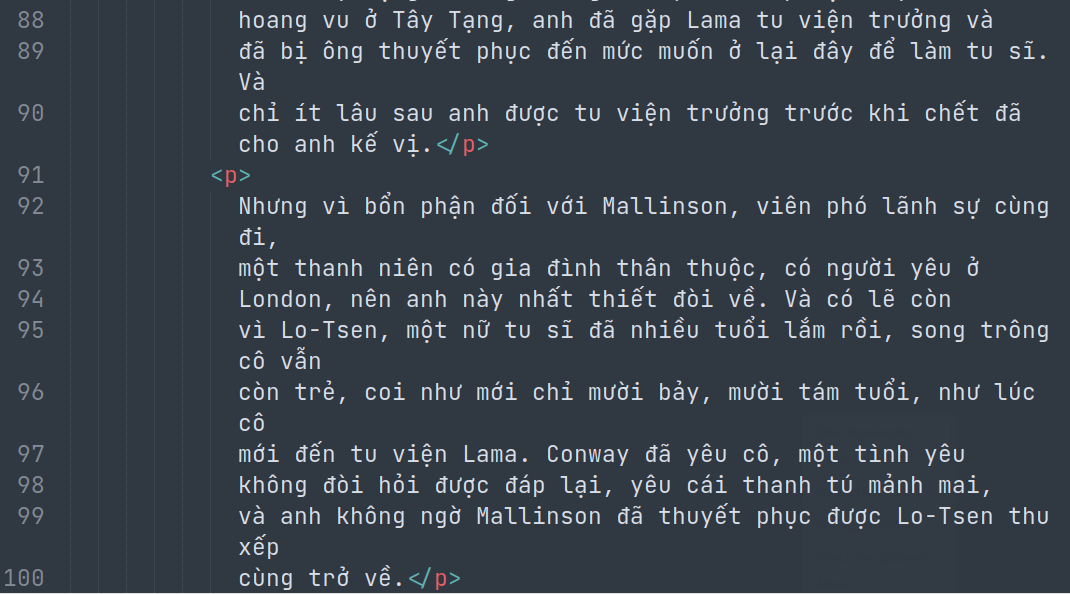 88 hoang vu ở Tây Tạng, anh đã gặp Lama tu viện trưởng và
89 đã bị ông thuyết phục đến mức muốn ở lại đây để làm tu sĩ.
Và
90 chỉ ít lâu sau anh được tu viện trưởng trước khi chết đã
cho anh kế vị.</p>
91 <p>
92 Nhưng vì bổn phận đối với Mallinson, viên phó lãnh sự cùng
đi,
93 một thanh niên có gia đình thân thuộc, có người yêu ở
94 London, nên anh này nhất thiết đòi về. Và có lẽ còn
95 vì Lo-Tsen, một nữ tu sĩ đã nhiều tuổi lắm rồi, song trông
cô vẫn
96 còn trẻ, coi như mới chỉ mười bảy, mười tám tuổi, như lúc
cô
97 mới đến tu viện Lama. Conway đã yêu cô, một tình yêu
98 không đòi hỏi được đáp lại, yêu cái thanh tú mảnh mai,
99 và anh không ngờ Mallinson đã thuyết phục được Lo-Tsen thu
xếp
100 cùng trở về.</p>